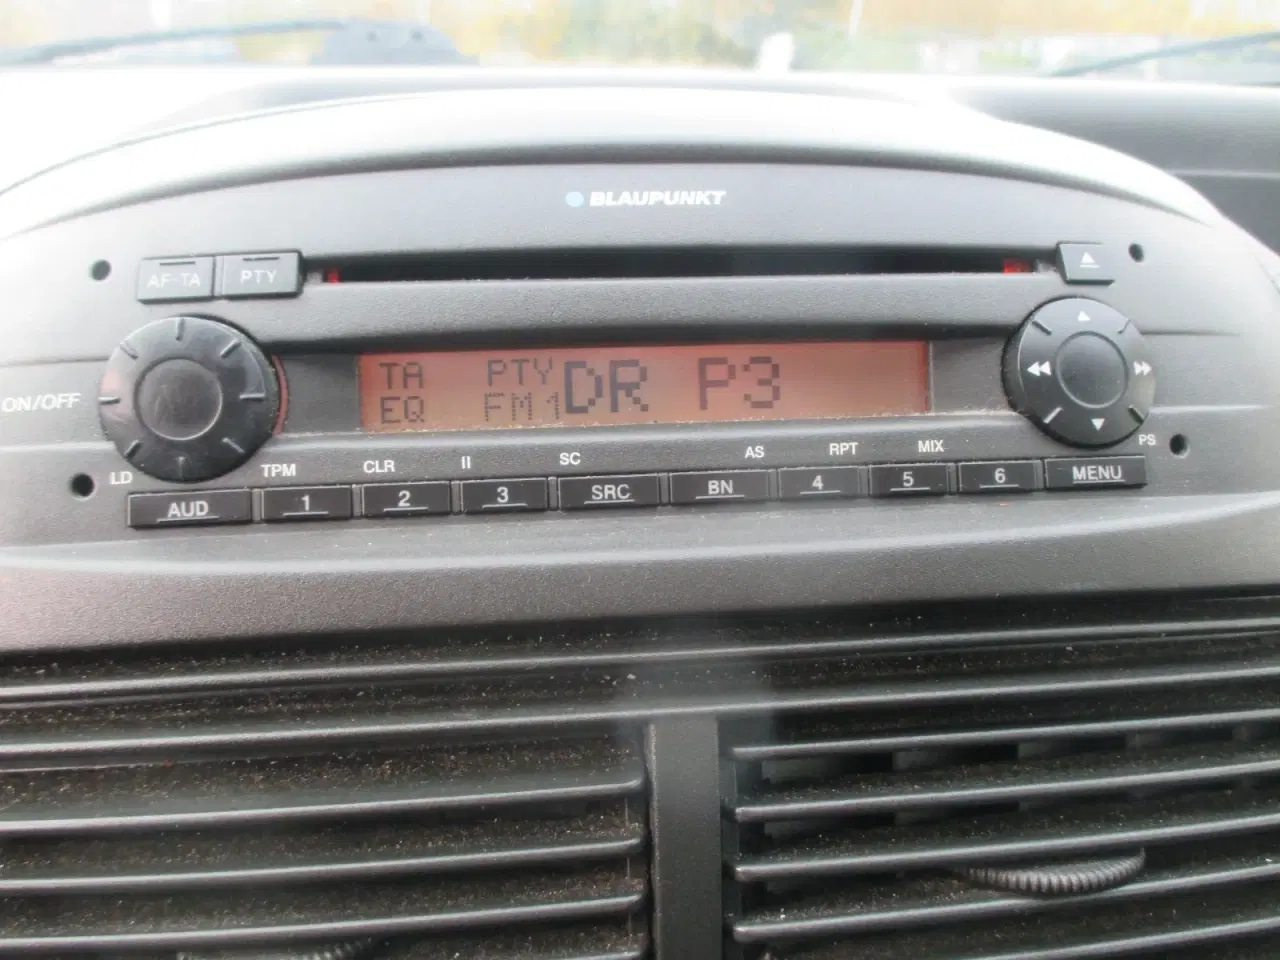 BLAUPUNKT
AF-TA PTY
ON/OFF
TA PTY DR P3
EQ FM1
LD TPM CLR II SC AS RPT MIX PS
AUD 1 2 3 SRC BN 4 5 6 MENU